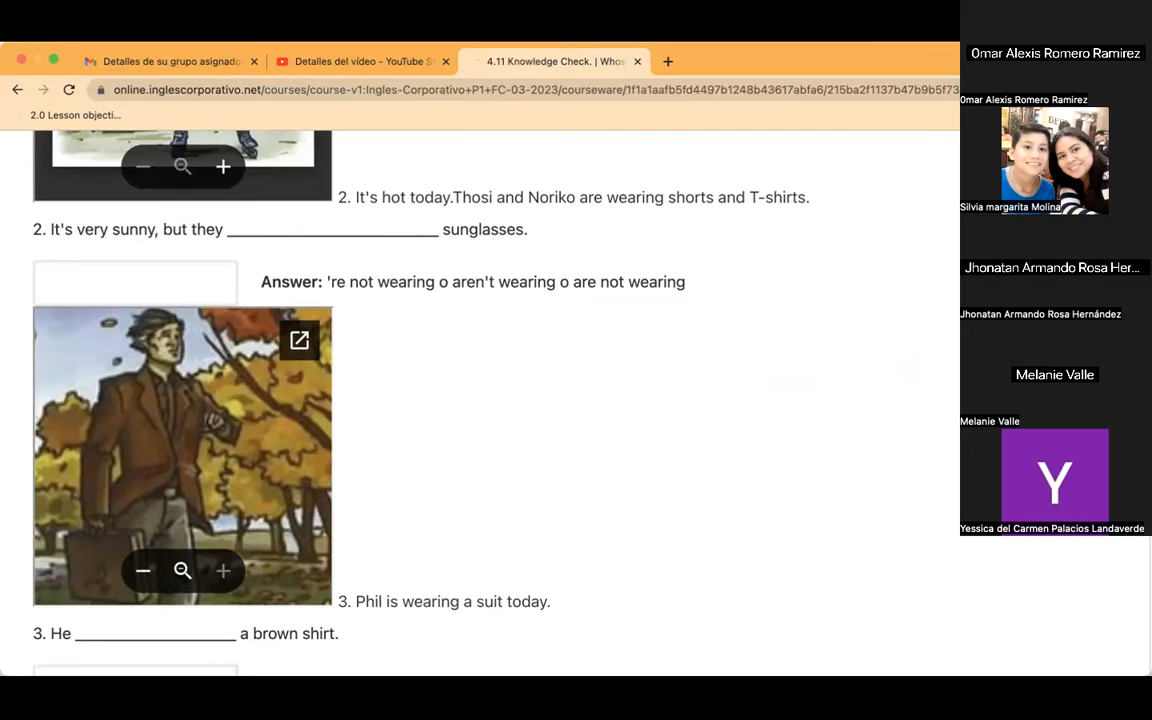 Detalles de su grupo asignado
Detalles del vídeo - YouTube S
4.11 Knowledge Check. | Whos
online.inglescorporativo.net/courses/course-v1:Ingles-Corporativo+P1+FC-03-2023/courseware/1f1a1aafb5fd4497b1248b43617abfa6/215ba2f1137b47b9b5f73
2.0 Lesson objecti...
2. It's hot today.Thosi and Noriko are wearing shorts and T-shirts.
2. It's very sunny, but they ____________________ sunglasses.
Answer: 're not wearing o aren't wearing o are not wearing
3. Phil is wearing a suit today.
3. He _______________ a brown shirt.
Omar Alexis Romero Ramirez
Omar Alexis Romero Ramirez
Silvia margarita Molina
Jhonatan Armando Rosa Her...
Jhonatan Armando Rosa Hernández
Melanie Valle
Melanie Valle
Y
Yessica del Carmen Palacios Landaverde